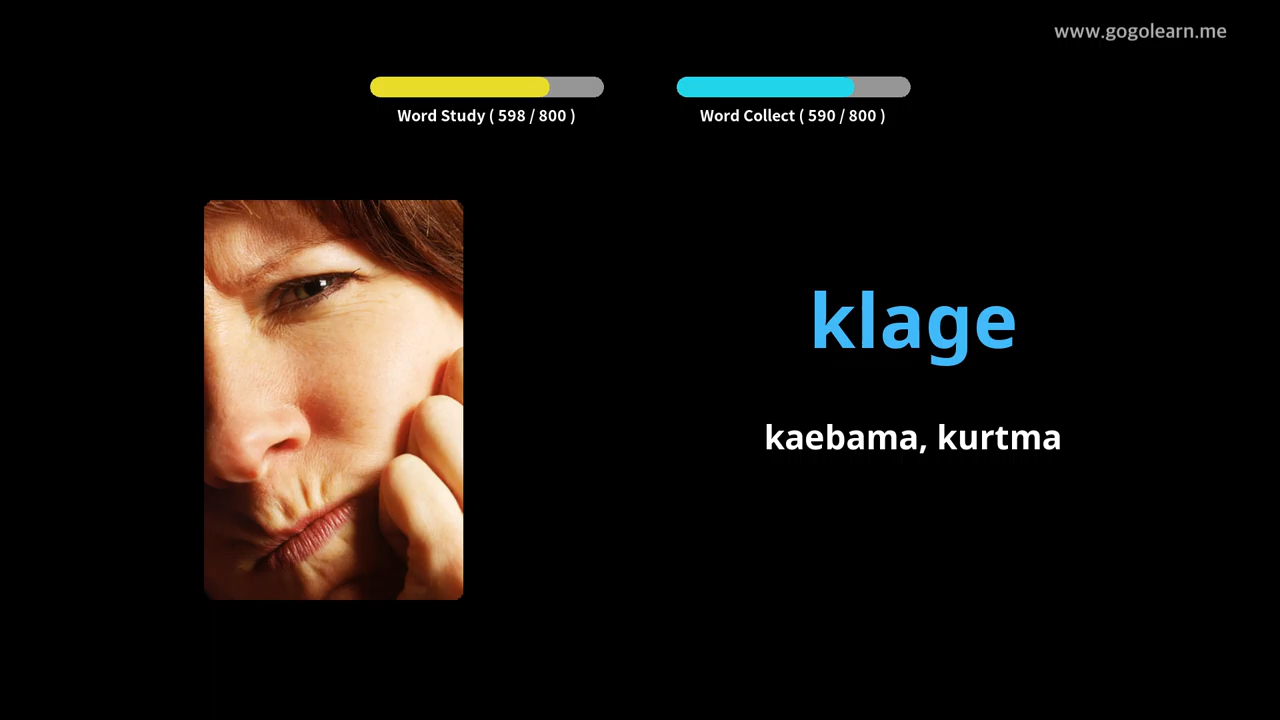 www.gogolearn.me
Word Study ( 598 / 800 )
Word Collect ( 590 / 800 )
klage
kaebama, kurtma